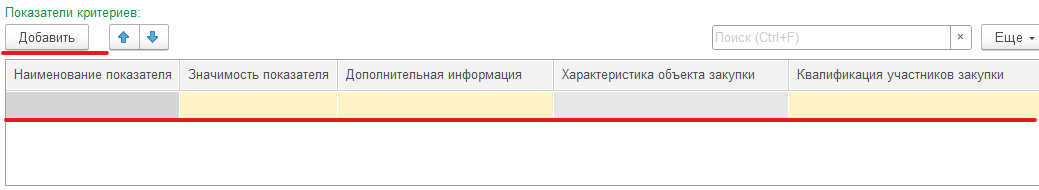 Показатели критериев:
Добавить Поиск (Ctrl+F) × Еще
Наименование показателя Значимость показателя Дополнительная информация Характеристика объекта закупки Квалификация участников закупки